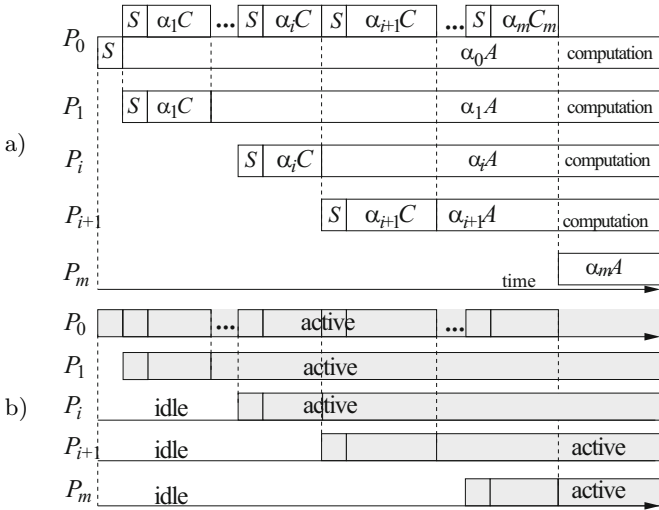 S α₁C ... S αᵢC S αᵢ₊₁C ... S αₘCₘ
P₀
S α₀A computation
P₁ S α₁C α₁A computation
a)
Pᵢ S αᵢC αᵢA computation
Pᵢ₊₁ S αᵢ₊₁C αᵢ₊₁A computation
Pₘ time αₘA
P₀ ... active ...
P₁ active
b)
Pᵢ idle active
Pᵢ₊₁ idle active
Pₘ idle active